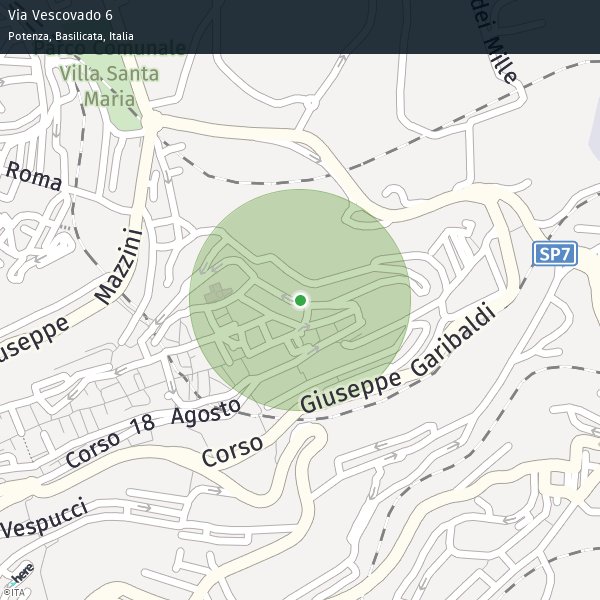 Via Vescovado 6
Potenza, Basilicata, Italia
dei Mille
Parco Comunale
Villa Santa
Maria
Roma
Mazzini
SP7
useppe
Giuseppe Garibaldi
Corso 18 Agosto
Corso
Vespucci
here
©ITA